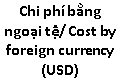 Chi phí bằng
ngoại tệ/ Cost by
foreign currency
(USD)